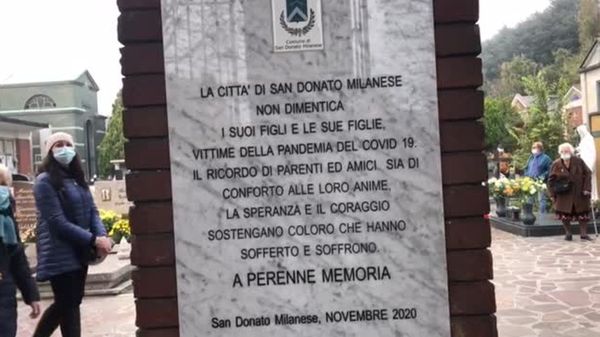 Comune di
San Donato Milanese
LA CITTA' DI SAN DONATO MILANESE
NON DIMENTICA
I SUOI FIGLI E LE SUE FIGLIE,
VITTIME DELLA PANDEMIA DEL COVID 19.
IL RICORDO DI PARENTI ED AMICI SIA DI
CONFORTO ALLE LORO ANIME,
LA SPERANZA E IL CORAGGIO
SOSTENGANO COLORO CHE HANNO
SOFFERTO E SOFFRONO.
A PERENNE MEMORIA
San Donato Milanese, NOVEMBRE 2020